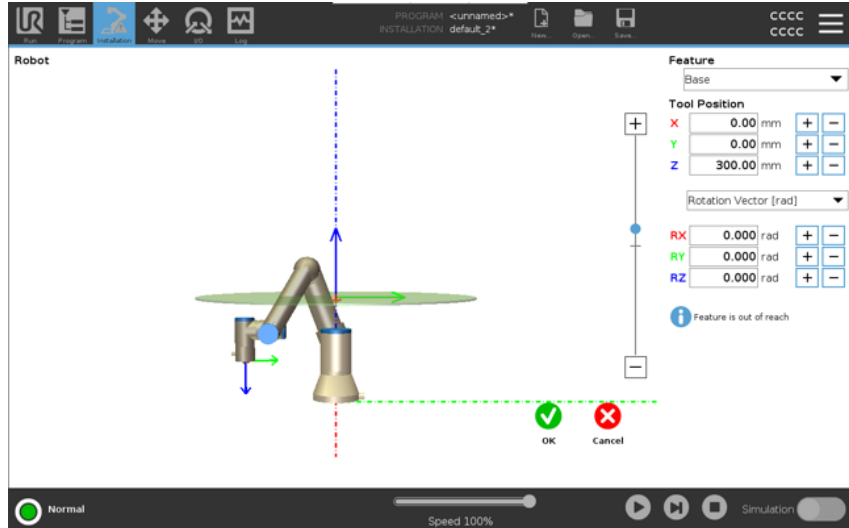 PROGRAM <unnamed>*
INSTALLATION default_2*
Run Program Installation Move I/O Log
New... Open... Save...
cccc
cccc
Robot
Feature
Base
Tool Position
X 0.00 mm + −
Y 0.00 mm + −
Z 300.00 mm + −
Rotation Vector [rad]
RX 0.000 rad + −
RY 0.000 rad + −
RZ 0.000 rad + −
i Feature is out of reach
OK Cancel
Normal
Speed 100%
Simulation